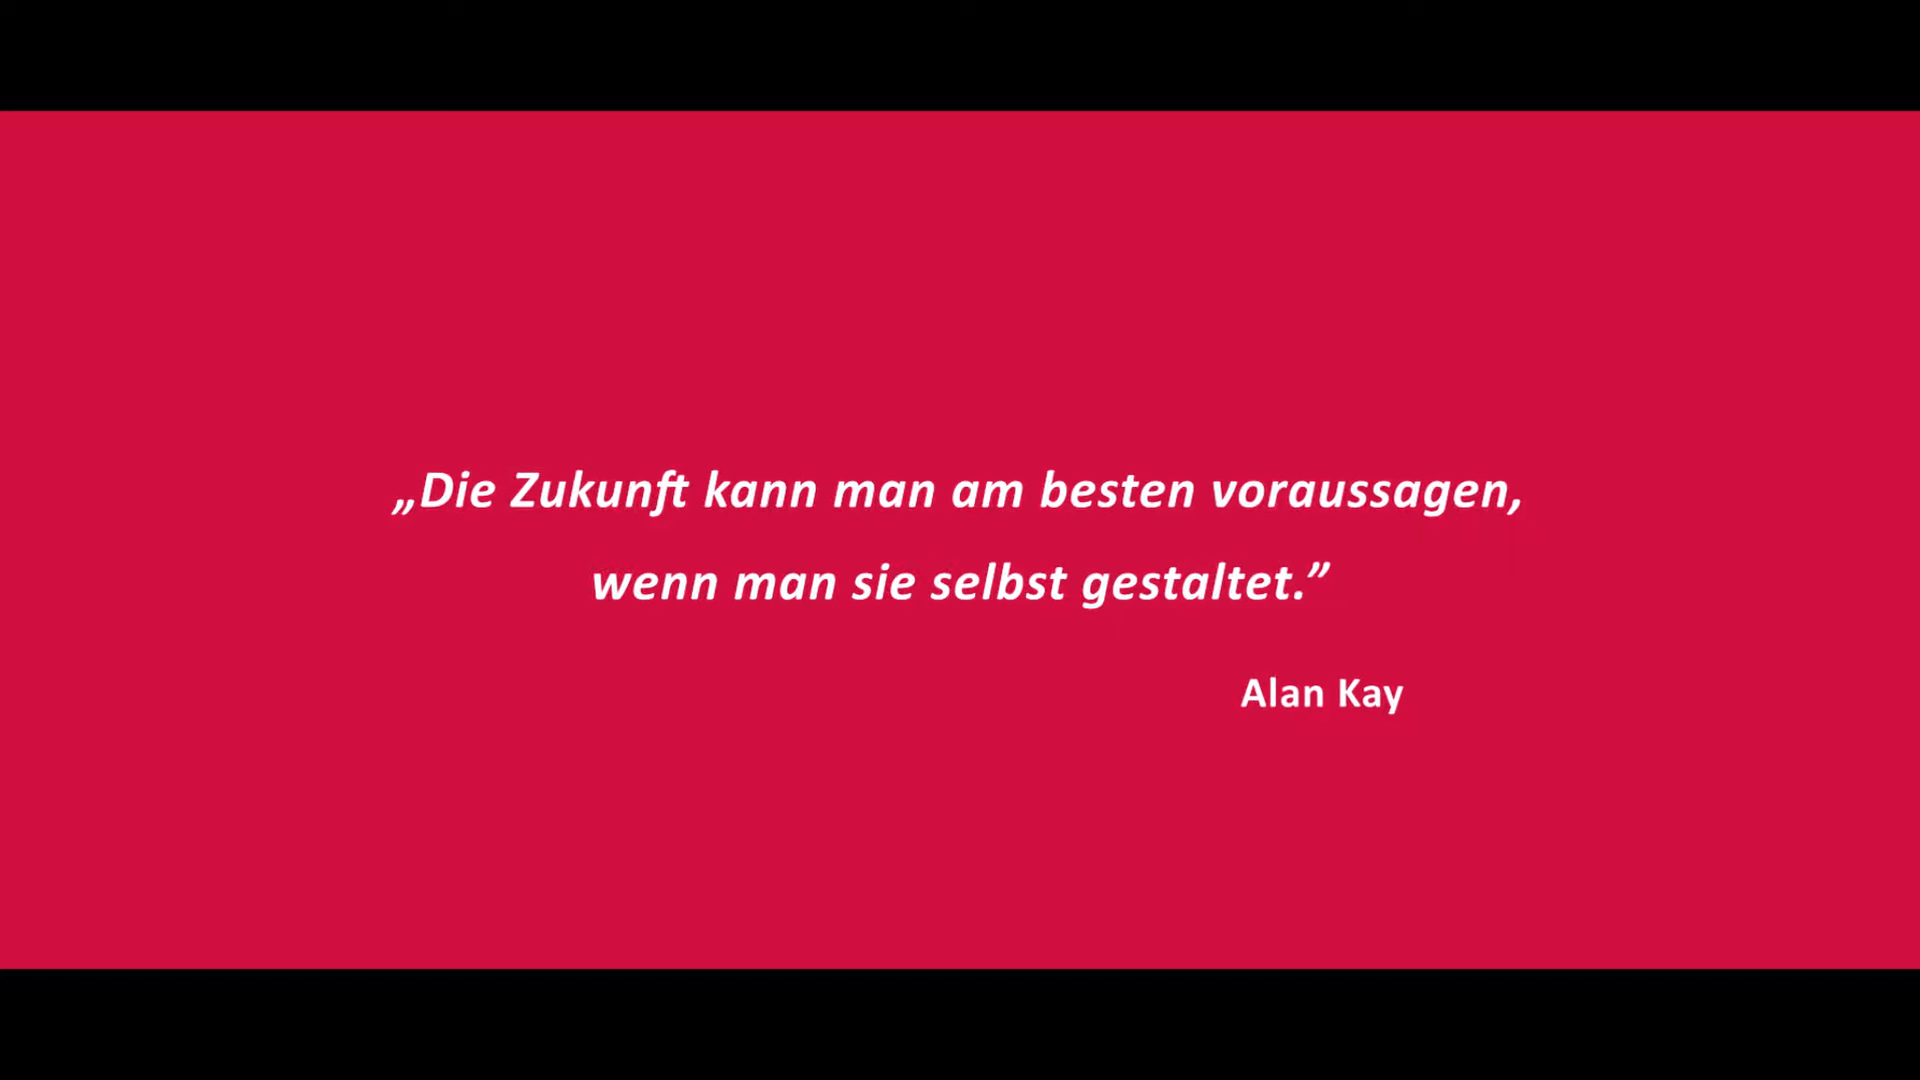 „Die Zukunft kann man am besten voraussagen,
wenn man sie selbst gestaltet.”
Alan Kay